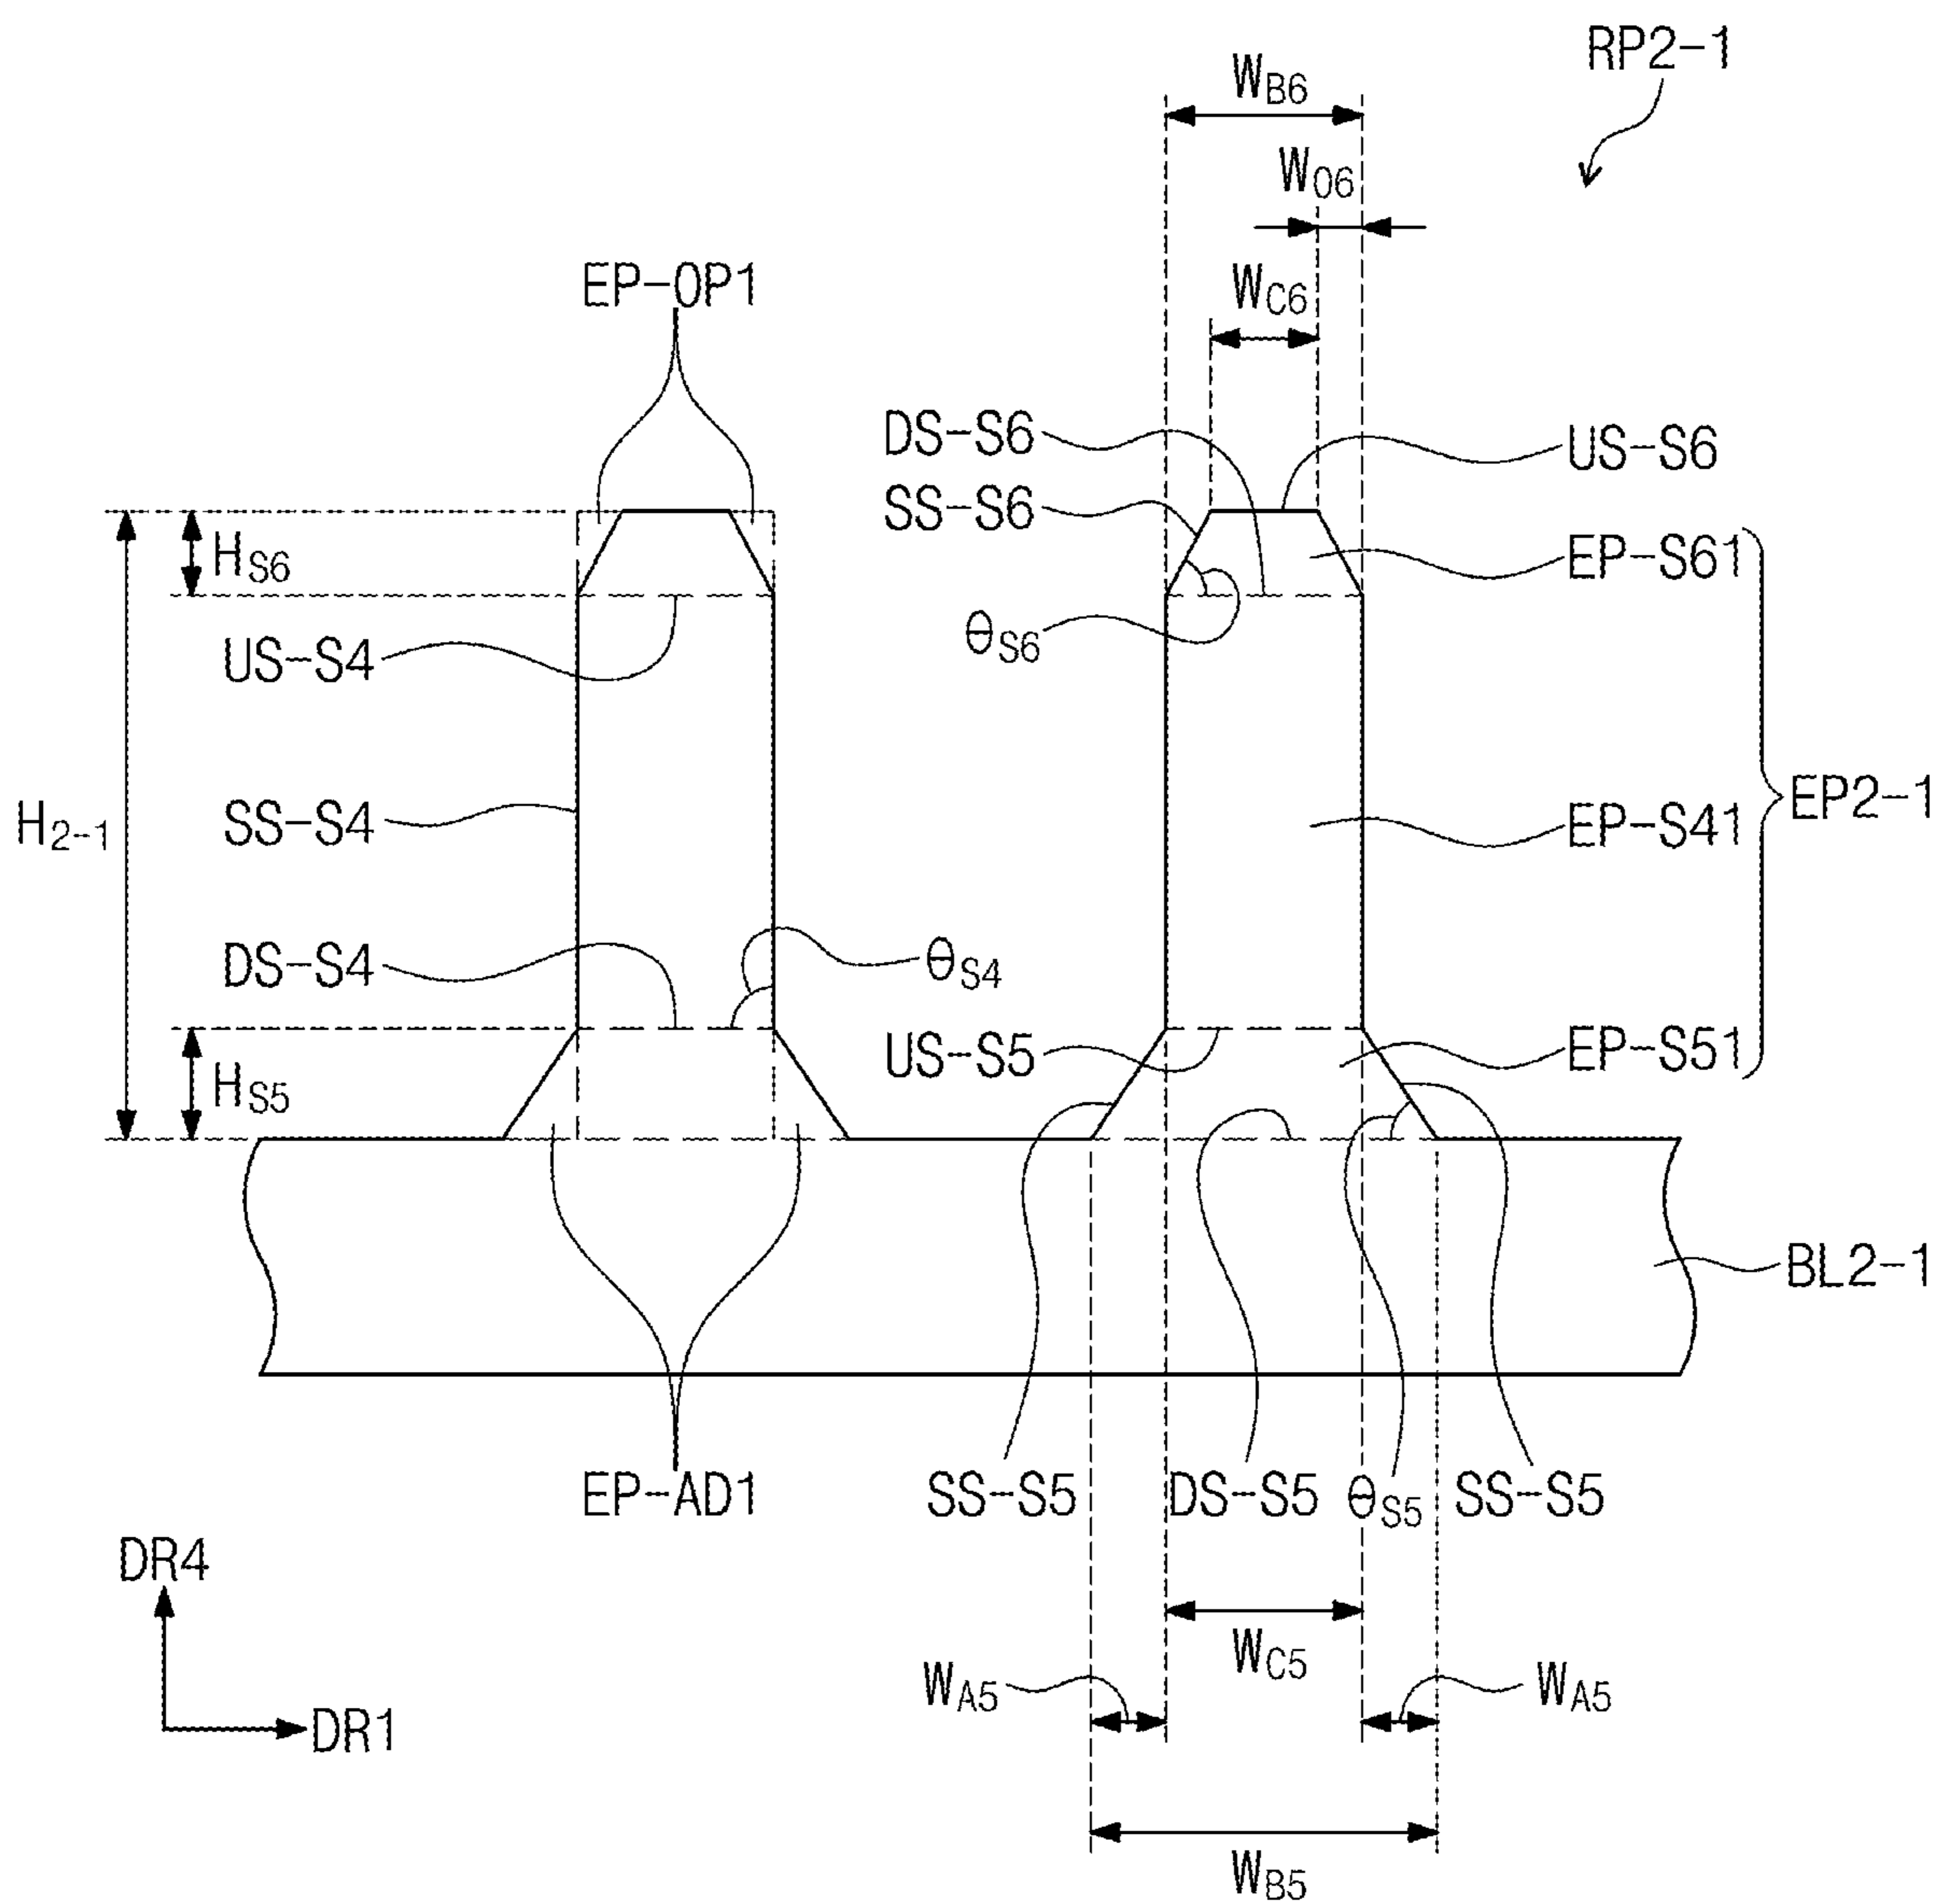 RP2-1
WB6
WO6
EP-OP1
WC6
DS-S6
US-S6
SS-S6
HS6
EP-S61
θS6
US-S4
H2-1
SS-S4
EP-S41
EP2-1
DS-S4
θS4
HS5
US-S5
EP-S51
BL2-1
EP-AD1
SS-S5
DS-S5
θS5
SS-S5
DR4
DR1
WC5
WA5
WA5
WB5